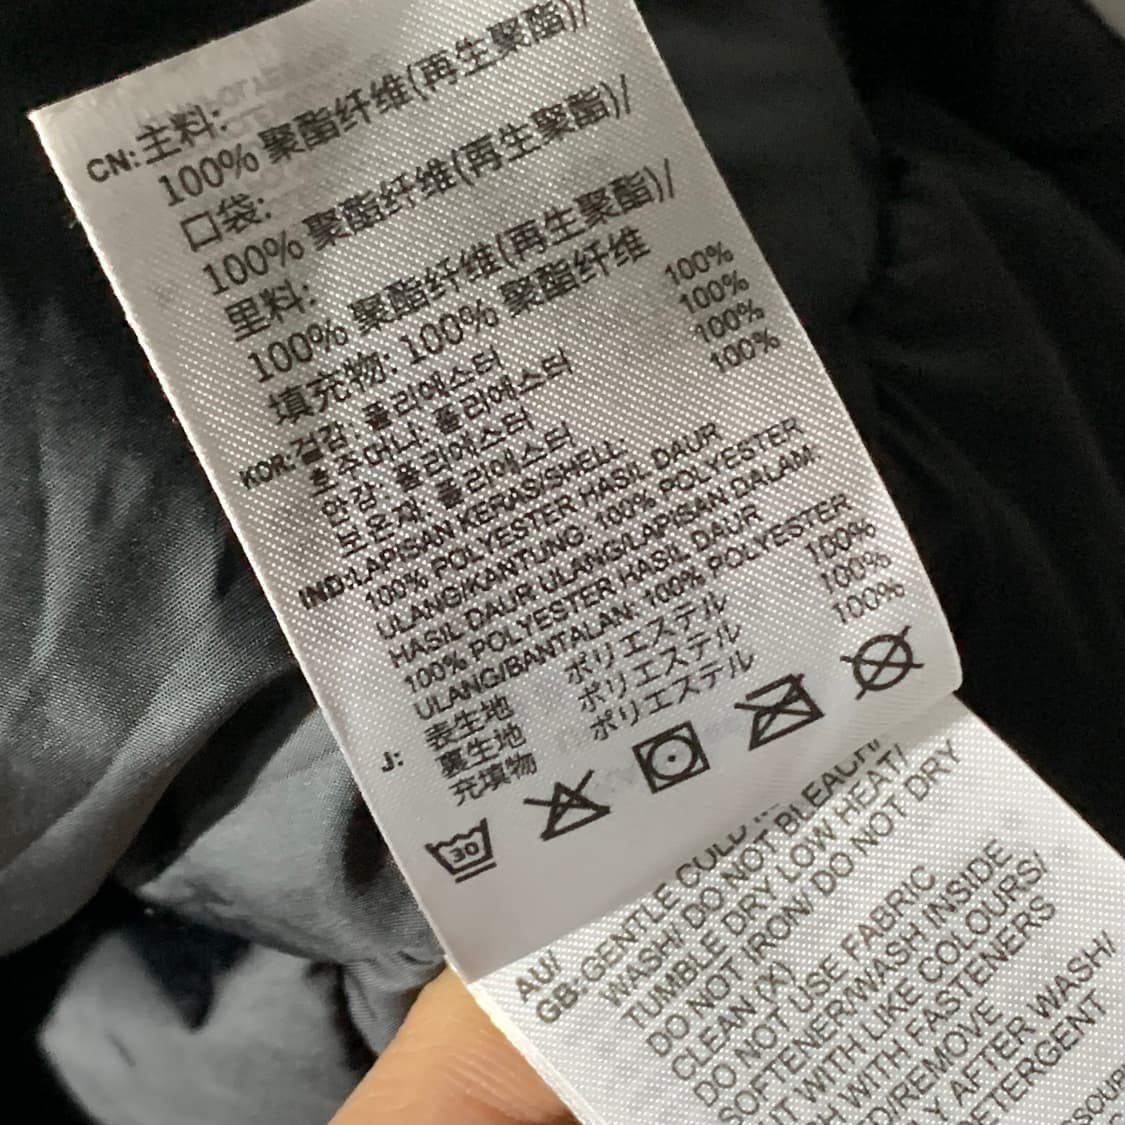 CN: 主料:
100% 聚酯纤维(再生聚酯)/
口袋:
100% 聚酯纤维(再生聚酯)/
里料:
100% 聚酯纤维(再生聚酯)/
填充物: 100% 聚酯纤维
KOR: 겉감: 폴리에스터 100%
호주머니: 폴리에스터 100%
안감: 폴리에스터 100%
보온재: 폴리에스터 100%
IND:LAPISAN KERAS/SHELL
100% POLYESTER HASIL DAUR
ULANG/KANTUNG: 100% POLYESTER
HASIL DAUR ULANG/LAPISAN DALAM
100% POLYESTER HASIL DAUR
ULANG/BANTALAN: 100% POLYESTER
J: 表生地 ポリエステル 100%
裏生地 ポリエステル 100%
充填物 ポリエステル 100%
30
AU/
GB:GENTLE COLD
WASH/ DO NOT BLEACH/
TUMBLE DRY LOW HEAT/
DO NOT IRON/ DO NOT DRY
CLEAN (X)
DO NOT USE FABRIC
SOFTENER/WASH INSIDE
WITH LIKE COLOURS/
WITH FASTENERS
/REMOVE
AFTER WASH/
DETERGENT